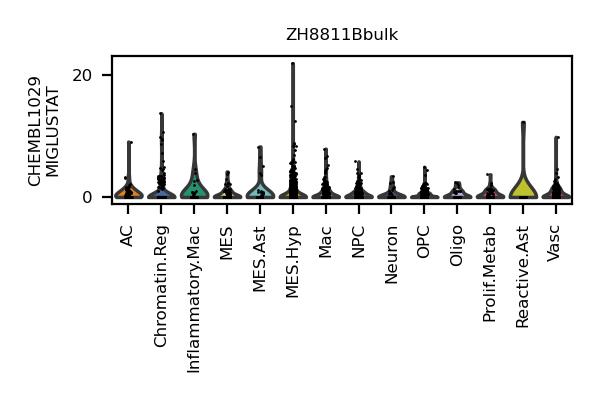 ZH8811Bbulk
CHEMBL1029
MIGLUSTAT
20
0
AC
Chromatin.Reg
Inflammatory.Mac
MES
MES.Ast
MES.Hyp
Mac
NPC
Neuron
OPC
Oligo
Prolif.Metab
Reactive.Ast
Vasc